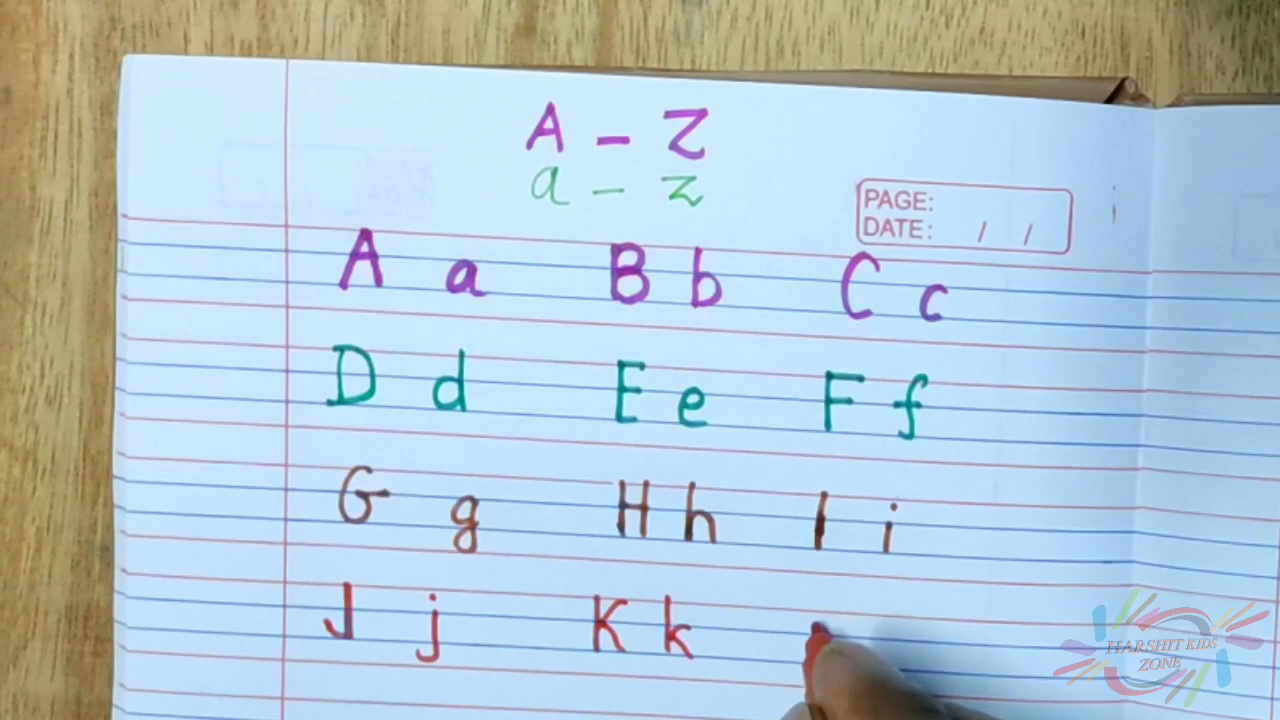 A - Z
a - z
PAGE:
DATE: / /
A a B b C c
D d E e F f
G g H h I i
J j K k
HARSHIT KIDS
ZONE